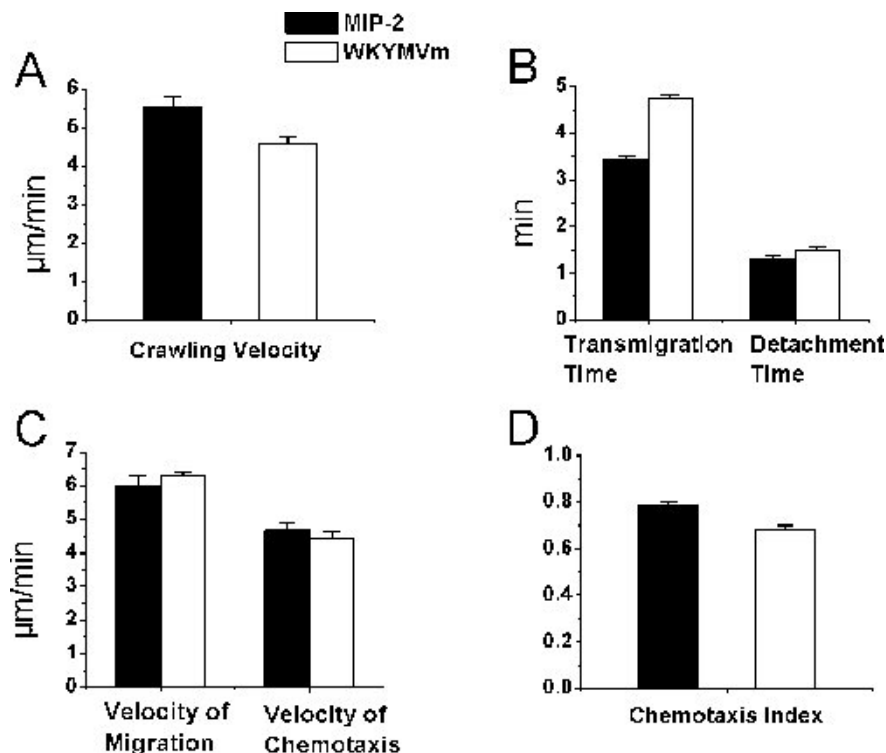 MIP-2
WKYMVm
A
6
5
4
3
2
1
0
µm/min
Crawling Velocity
B
5
4
3
2
1
0
min
Transmigration
Time
Detachment
Time
C
7
6
5
4
3
2
1
0
µm/min
Velocity of
Migration
Velocity of
Chemotaxis
D
1.0
0.8
0.6
0.4
0.2
0.0
Chemotaxis Index